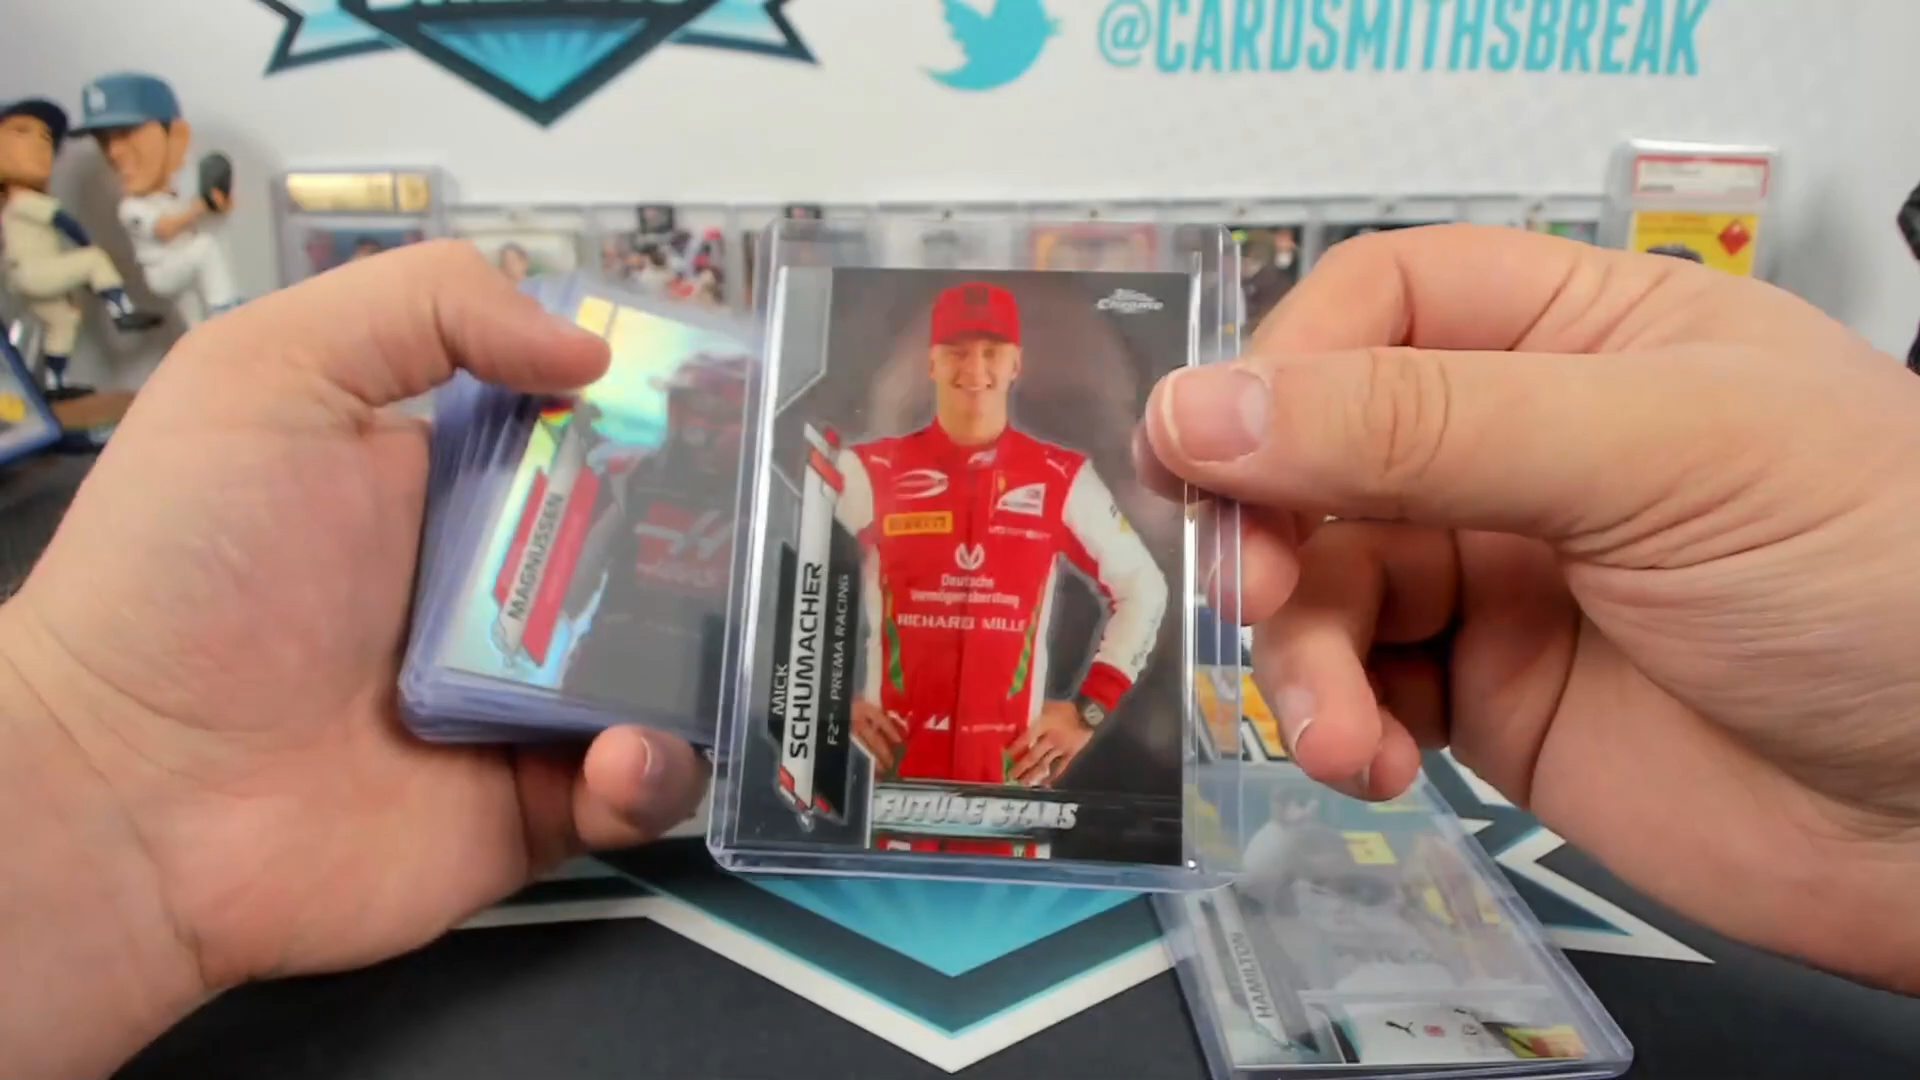 @CARDSMITHSBREAK
Chrome
MAGNUSSEN
MICK
SCHUMACHER
F2™ - PREMA RACING
PIRELLI
Deutsche
Vermögensberatung
RICHARD MILLE
FUTURE STARS
HAMILTON